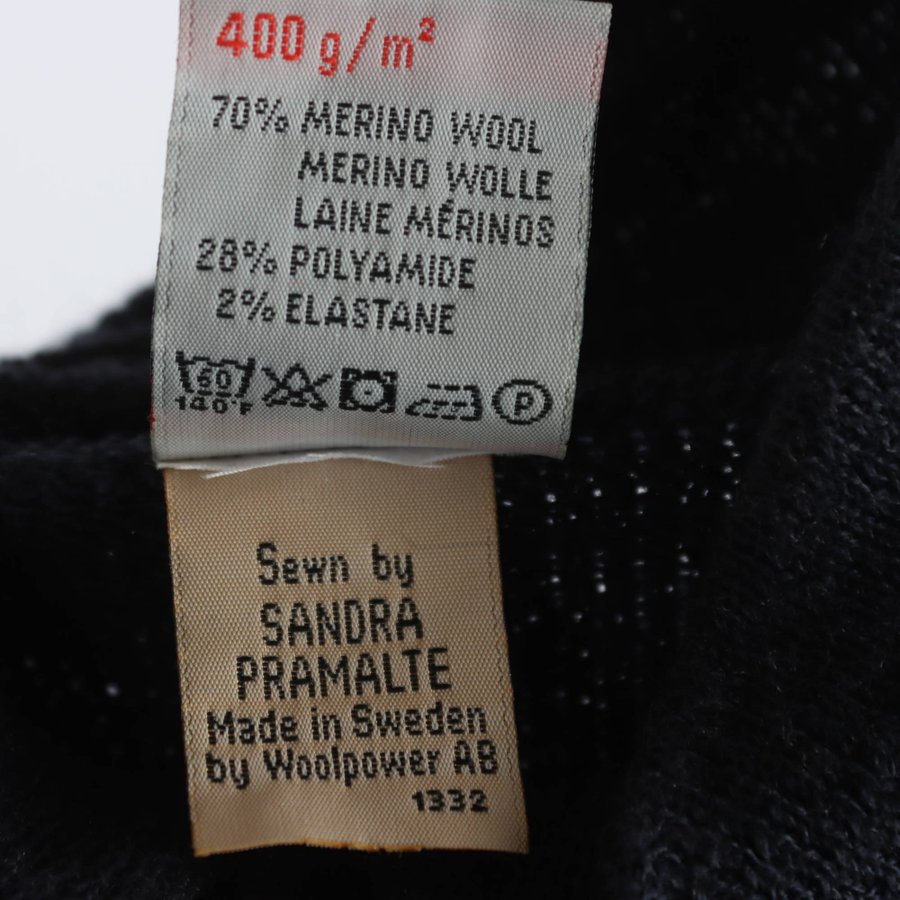 400 g/m²
70% MERINO WOOL
MERINO WOLLE
LAINE MÉRINOS
28% POLYAMIDE
2% ELASTANE
60
140°F
P
Sewn by
SANDRA
PRAMALTE
Made in Sweden
by Woolpower AB
1332